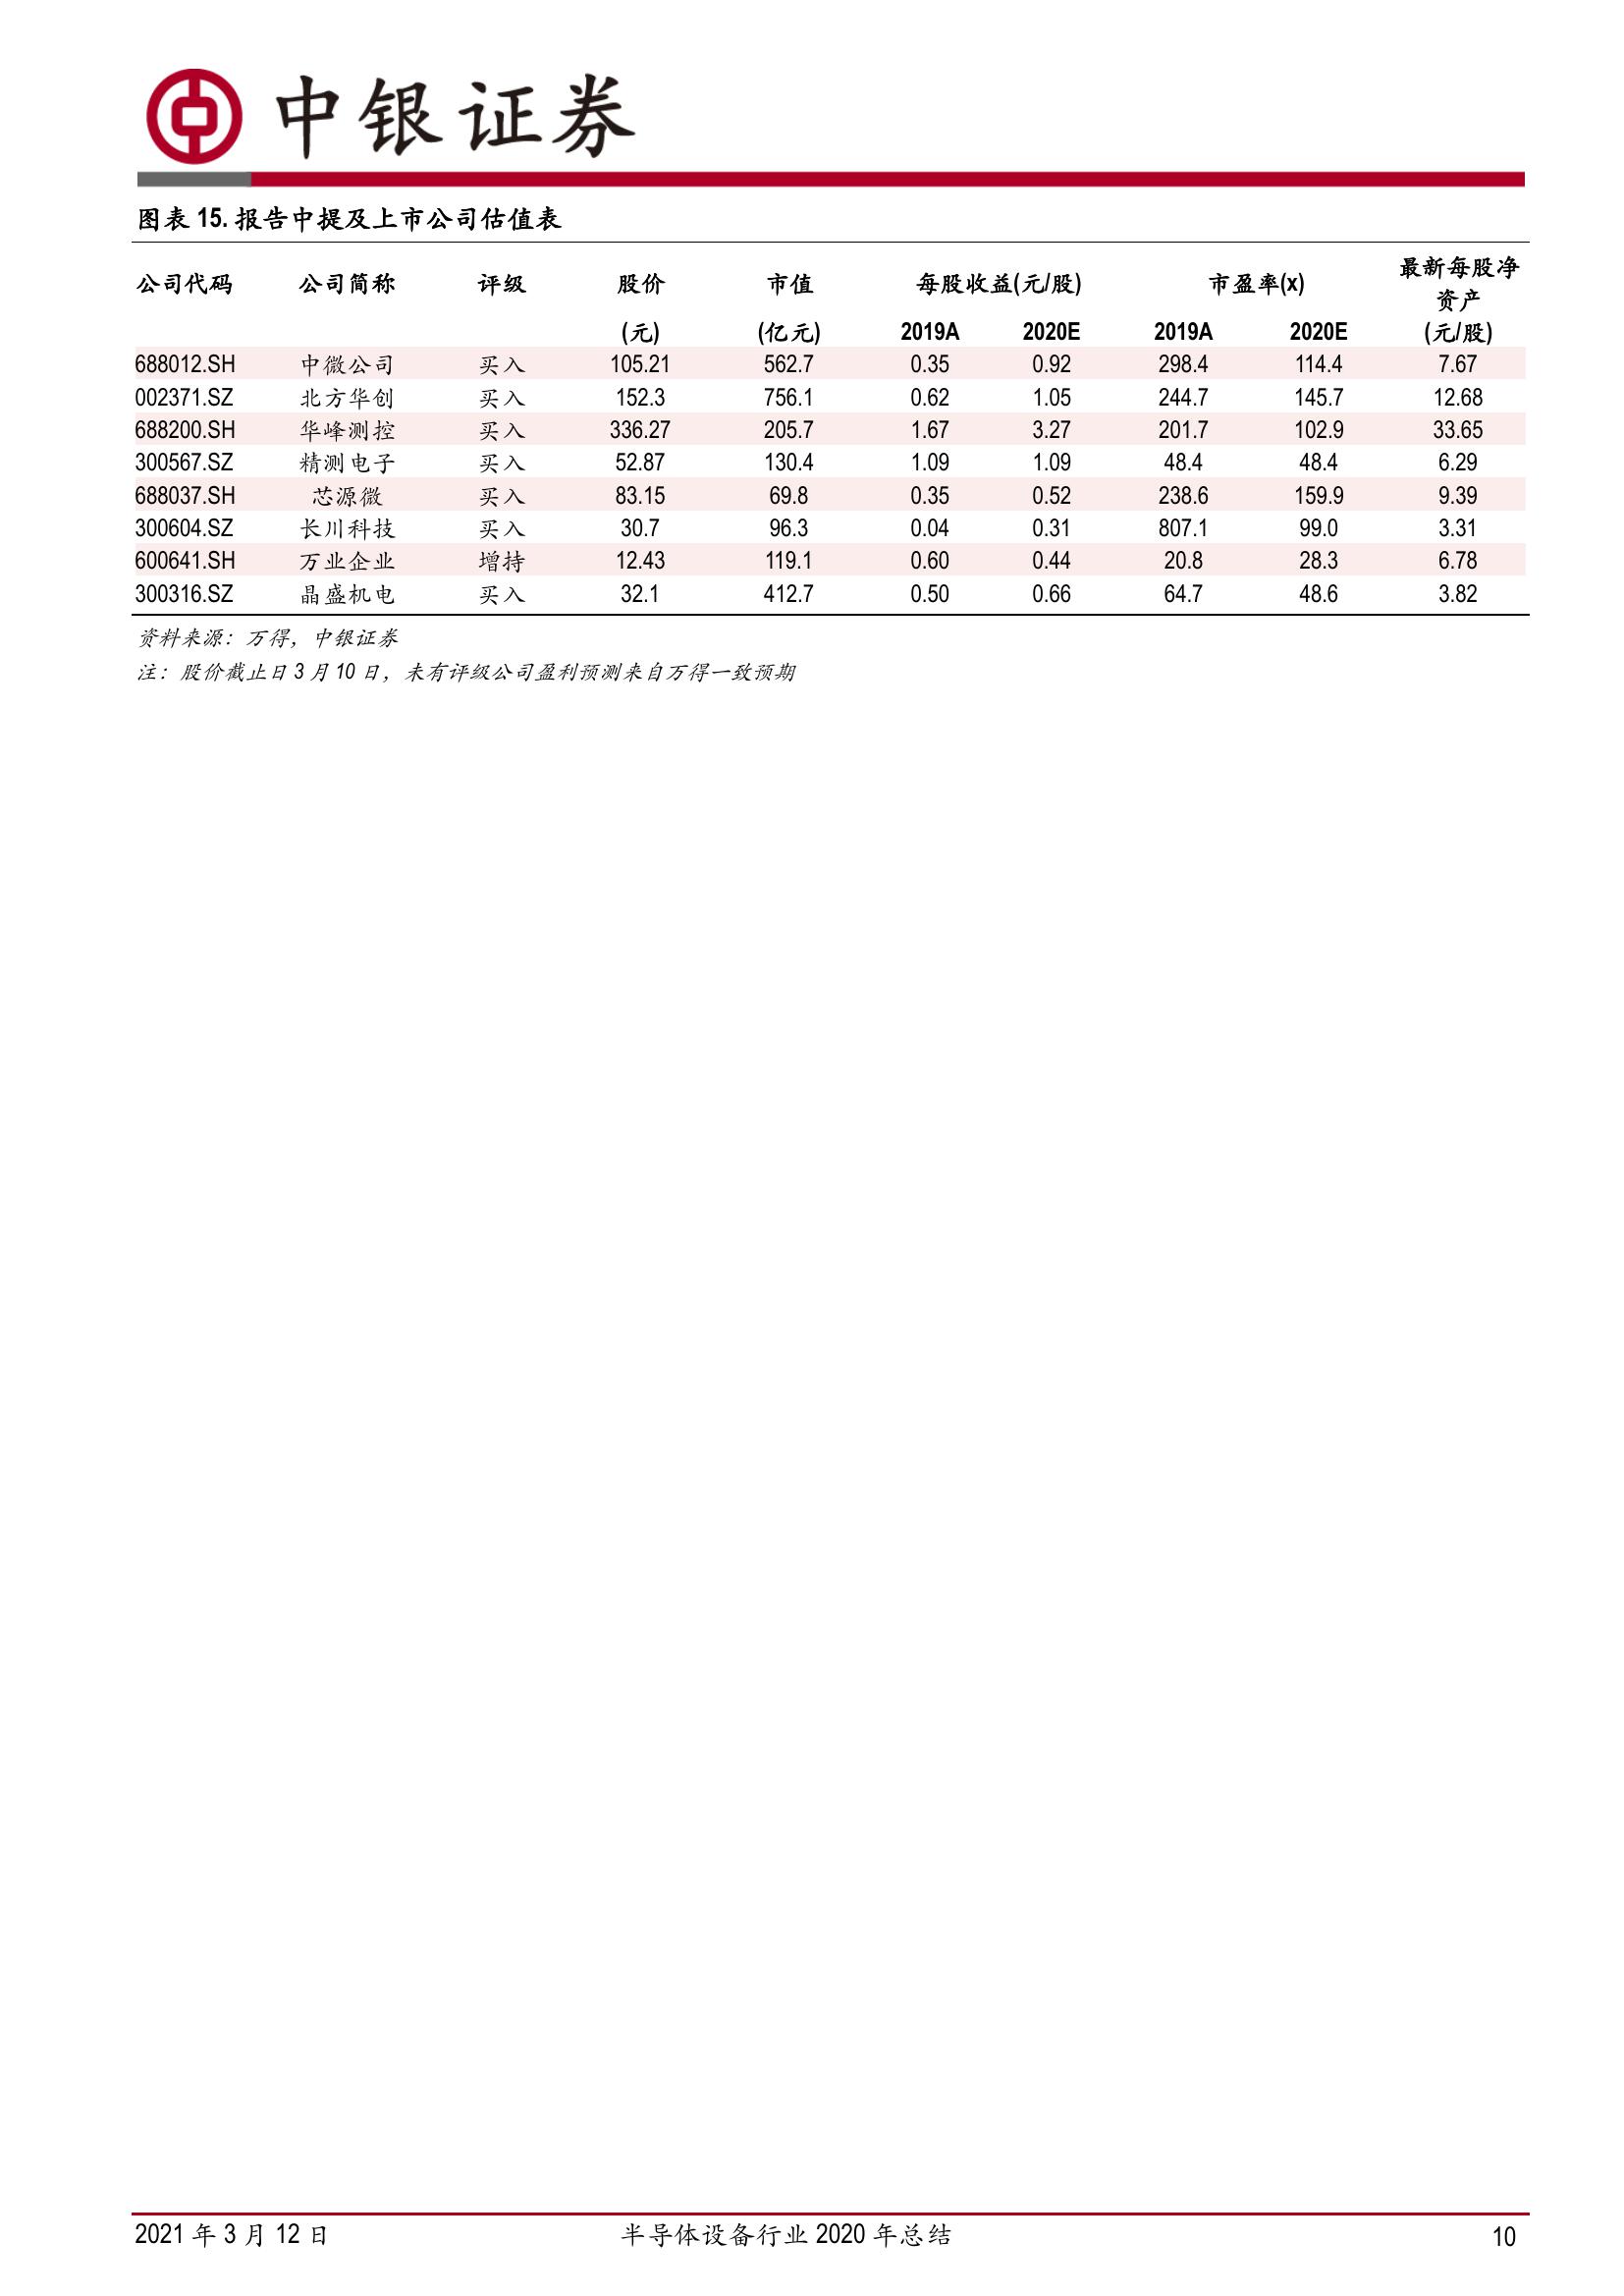 中银证券
图表 15. 报告中提及上市公司估值表
公司代码 公司简称 评级 股价 市值 每股收益(元/股) 市盈率(x) 最新每股净
资产
(元) (亿元) 2019A 2020E 2019A 2020E (元/股)
688012.SH 中微公司 买入 105.21 562.7 0.35 0.92 298.4 114.4 7.67
002371.SZ 北方华创 买入 152.3 756.1 0.62 1.05 244.7 145.7 12.68
688200.SH 华峰测控 买入 336.27 205.7 1.67 3.27 201.7 102.9 33.65
300567.SZ 精测电子 买入 52.87 130.4 1.09 1.09 48.4 48.4 6.29
688037.SH 芯源微 买入 83.15 69.8 0.35 0.52 238.6 159.9 9.39
300604.SZ 长川科技 买入 30.7 96.3 0.04 0.31 807.1 99.0 3.31
600641.SH 万业企业 增持 12.43 119.1 0.60 0.44 20.8 28.3 6.78
300316.SZ 晶盛机电 买入 32.1 412.7 0.50 0.66 64.7 48.6 3.82
资料来源：万得，中银证券
注：股价截止日 3 月 10 日，未有评级公司盈利预测来自万得一致预期
2021 年 3 月 12 日 半导体设备行业 2020 年总结 10